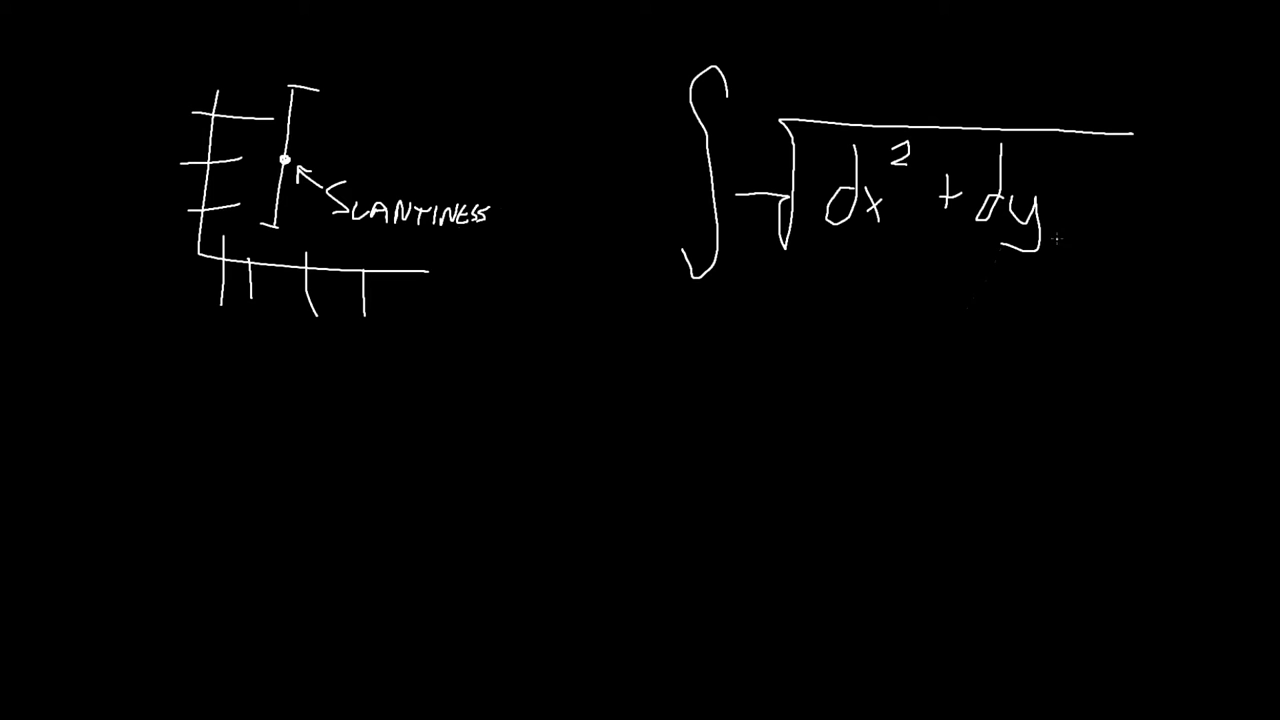 SLANTINESS
∫ √dx² + dy